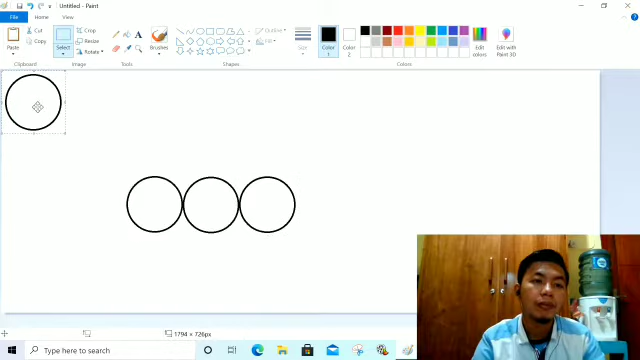 Untitled - Paint
File Home View
Paste
Cut
Copy
Clipboard
Select
Crop
Resize
Rotate
Image
Tools
Brushes
Shapes
Outline
Fill
Size
Color 1
Color 2
Colors
Edit colors
Edit with Paint 3D
1794 × 726px
Type here to search